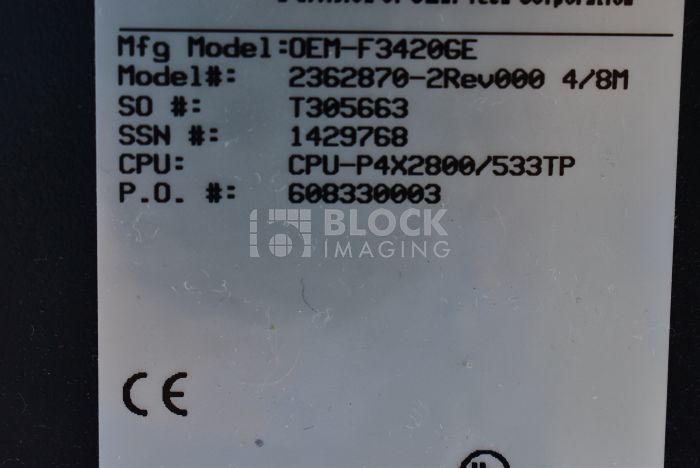 Corporation
Mfg Model:OEM-F3420GE
Model#: 2362870-2Rev000 4/8M
SO #: T305663
SSN #: 1429768
CPU: CPU-P4X2800/533TP
P.O. #: 608330003
BLOCK
IMAGING
CE